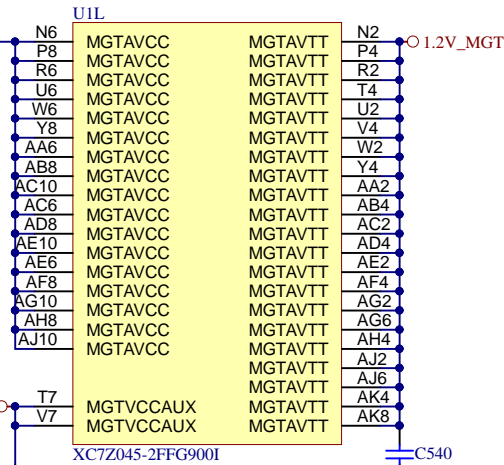 U1L
N6 MGTAVCC MGTAVTT N2 1.2V_MGT
P8 MGTAVCC MGTAVTT P4
R6 MGTAVCC MGTAVTT R2
U6 MGTAVCC MGTAVTT T4
W6 MGTAVCC MGTAVTT U2
Y8 MGTAVCC MGTAVTT V4
AA6 MGTAVCC MGTAVTT W2
AB8 MGTAVCC MGTAVTT Y4
AC10 MGTAVCC MGTAVTT AA2
AC6 MGTAVCC MGTAVTT AB4
AD8 MGTAVCC MGTAVTT AC2
AE10 MGTAVCC MGTAVTT AD4
AE6 MGTAVCC MGTAVTT AE2
AF8 MGTAVCC MGTAVTT AF4
AG10 MGTAVCC MGTAVTT AG2
AH8 MGTAVCC MGTAVTT AG6
AJ10 MGTAVCC MGTAVTT AH4
MGTAVTT AJ2
MGTAVTT AJ6
T7 MGTVCCAUX MGTAVTT AK4
V7 MGTVCCAUX MGTAVTT AK8
XC7Z045-2FFG900I C540